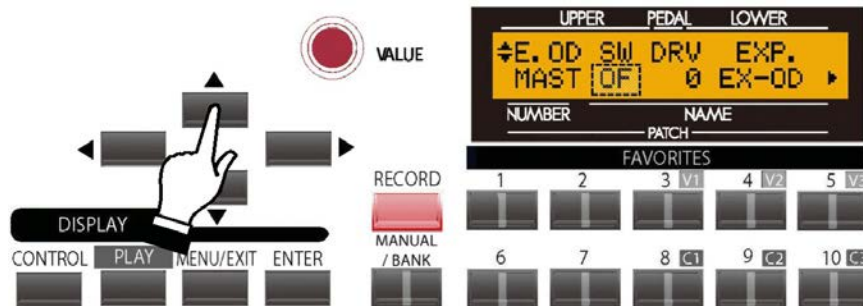 UPPER PEDAL LOWER
E.OD SW DRV EXP.
MAST OF 0 EX-OD
NUMBER NAME
PATCH
VALUE
FAVORITES
RECORD
1 2 3 V1 4 V2 5 V3
DISPLAY
CONTROL PLAY MENU/EXIT ENTER
MANUAL
/ BANK
6 7 8 C1 9 C2 10 C3